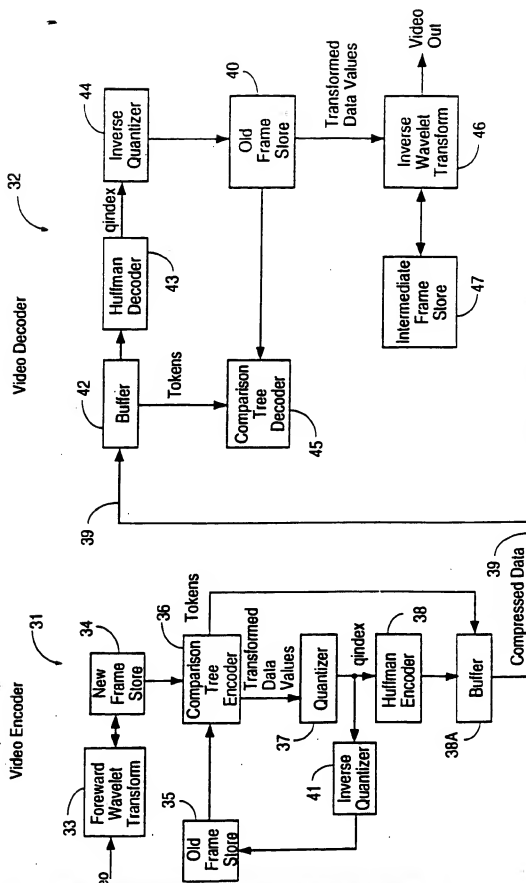 Video Encoder
31
eo
Foreward
Wavelet
Transform
33
New
Frame
Store
34
Old
Frame
Store
35
Comparison
Tree
Encoder
36
Tokens
Transformed
Data
Values
Quantizer
37
qindex
Huffman
Encoder
38
Inverse
Quantizer
41
Buffer
38A
Compressed Data
39
Video Decoder
32
39
Buffer
42
Tokens
Huffman
Decoder
43
qindex
Inverse
Quantizer
44
Comparison
Tree
Decoder
45
Old
Frame
Store
40
Transformed
Data Values
Inverse
Wavelet
Transform
46
Video
Out
Intermediate
Frame
Store
47